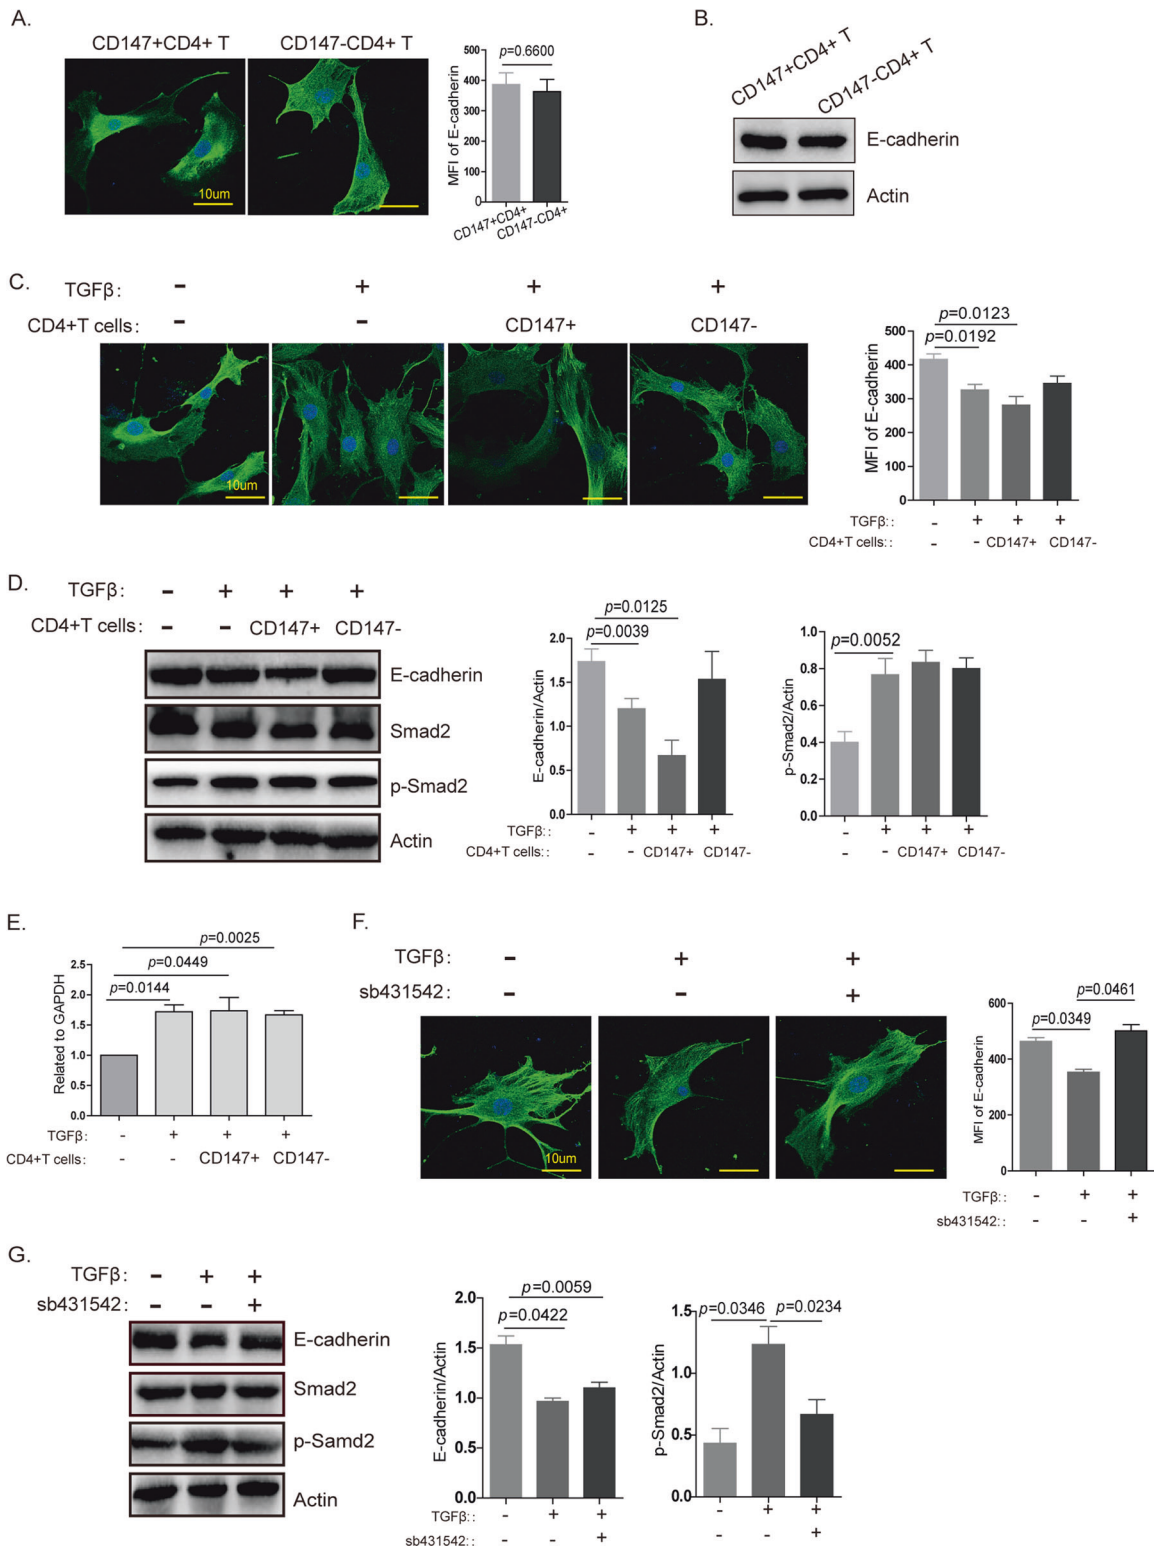 A.
CD147+CD4+ T
CD147-CD4+ T
10um
MFI of E-cadherin
500
400
300
200
100
0
p=0.6600
CD147+CD4+
CD147-CD4+
B.
CD147+CD4+ T
CD147-CD4+ T
E-cadherin
Actin
C.
TGFβ: - + + +
CD4+T cells: - - CD147+ CD147-
10um
MFI of E-cadherin
500
400
300
200
100
0
p=0.0123
p=0.0192
TGFβ:: - + + +
CD4+T cells:: - - CD147+ CD147-
D.
TGFβ: - + + +
CD4+T cells: - - CD147+ CD147-
E-cadherin
Smad2
p-Smad2
Actin
E-cadherin/Actin
2.0
1.5
1.0
0.5
0.0
p=0.0125
p=0.0039
TGFβ:: - + + +
CD4+T cells:: - - CD147+ CD147-
p-Smad2/Actin
1.0
0.8
0.6
0.4
0.2
0.0
p=0.0052
- + + +
- - CD147+ CD147-
E.
Related to GAPDH
2.5
2.0
1.5
1.0
0.5
0.0
p=0.0025
p=0.0449
p=0.0144
TGFβ: - + + +
CD4+T cells: - - CD147+ CD147-
F.
TGFβ: - + +
sb431542: - - +
10um
MFI of E-cadherin
600
400
200
0
p=0.0461
p=0.0349
TGFβ:: - + +
sb431542:: - - +
G.
TGFβ: - + +
sb431542: - - +
E-cadherin
Smad2
p-Samd2
Actin
E-cadherin/Actin
2.0
1.5
1.0
0.5
0.0
p=0.0059
p=0.0422
TGFβ:: - + +
sb431542:: - - +
p-Smad2/Actin
1.5
1.0
0.5
0.0
p=0.0346
p=0.0234
- + +
- - +